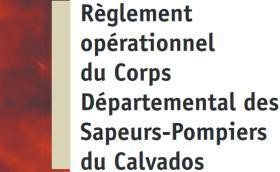 Règlement
opérationnel
du Corps
Départemental des
Sapeurs-Pompiers
du Calvados